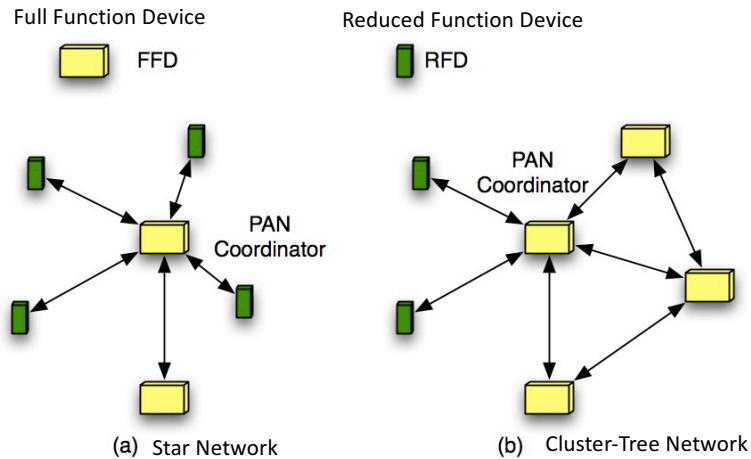 Full Function Device
Reduced Function Device
FFD
RFD
PAN
Coordinator
PAN
Coordinator
(a) Star Network
(b) Cluster-Tree Network